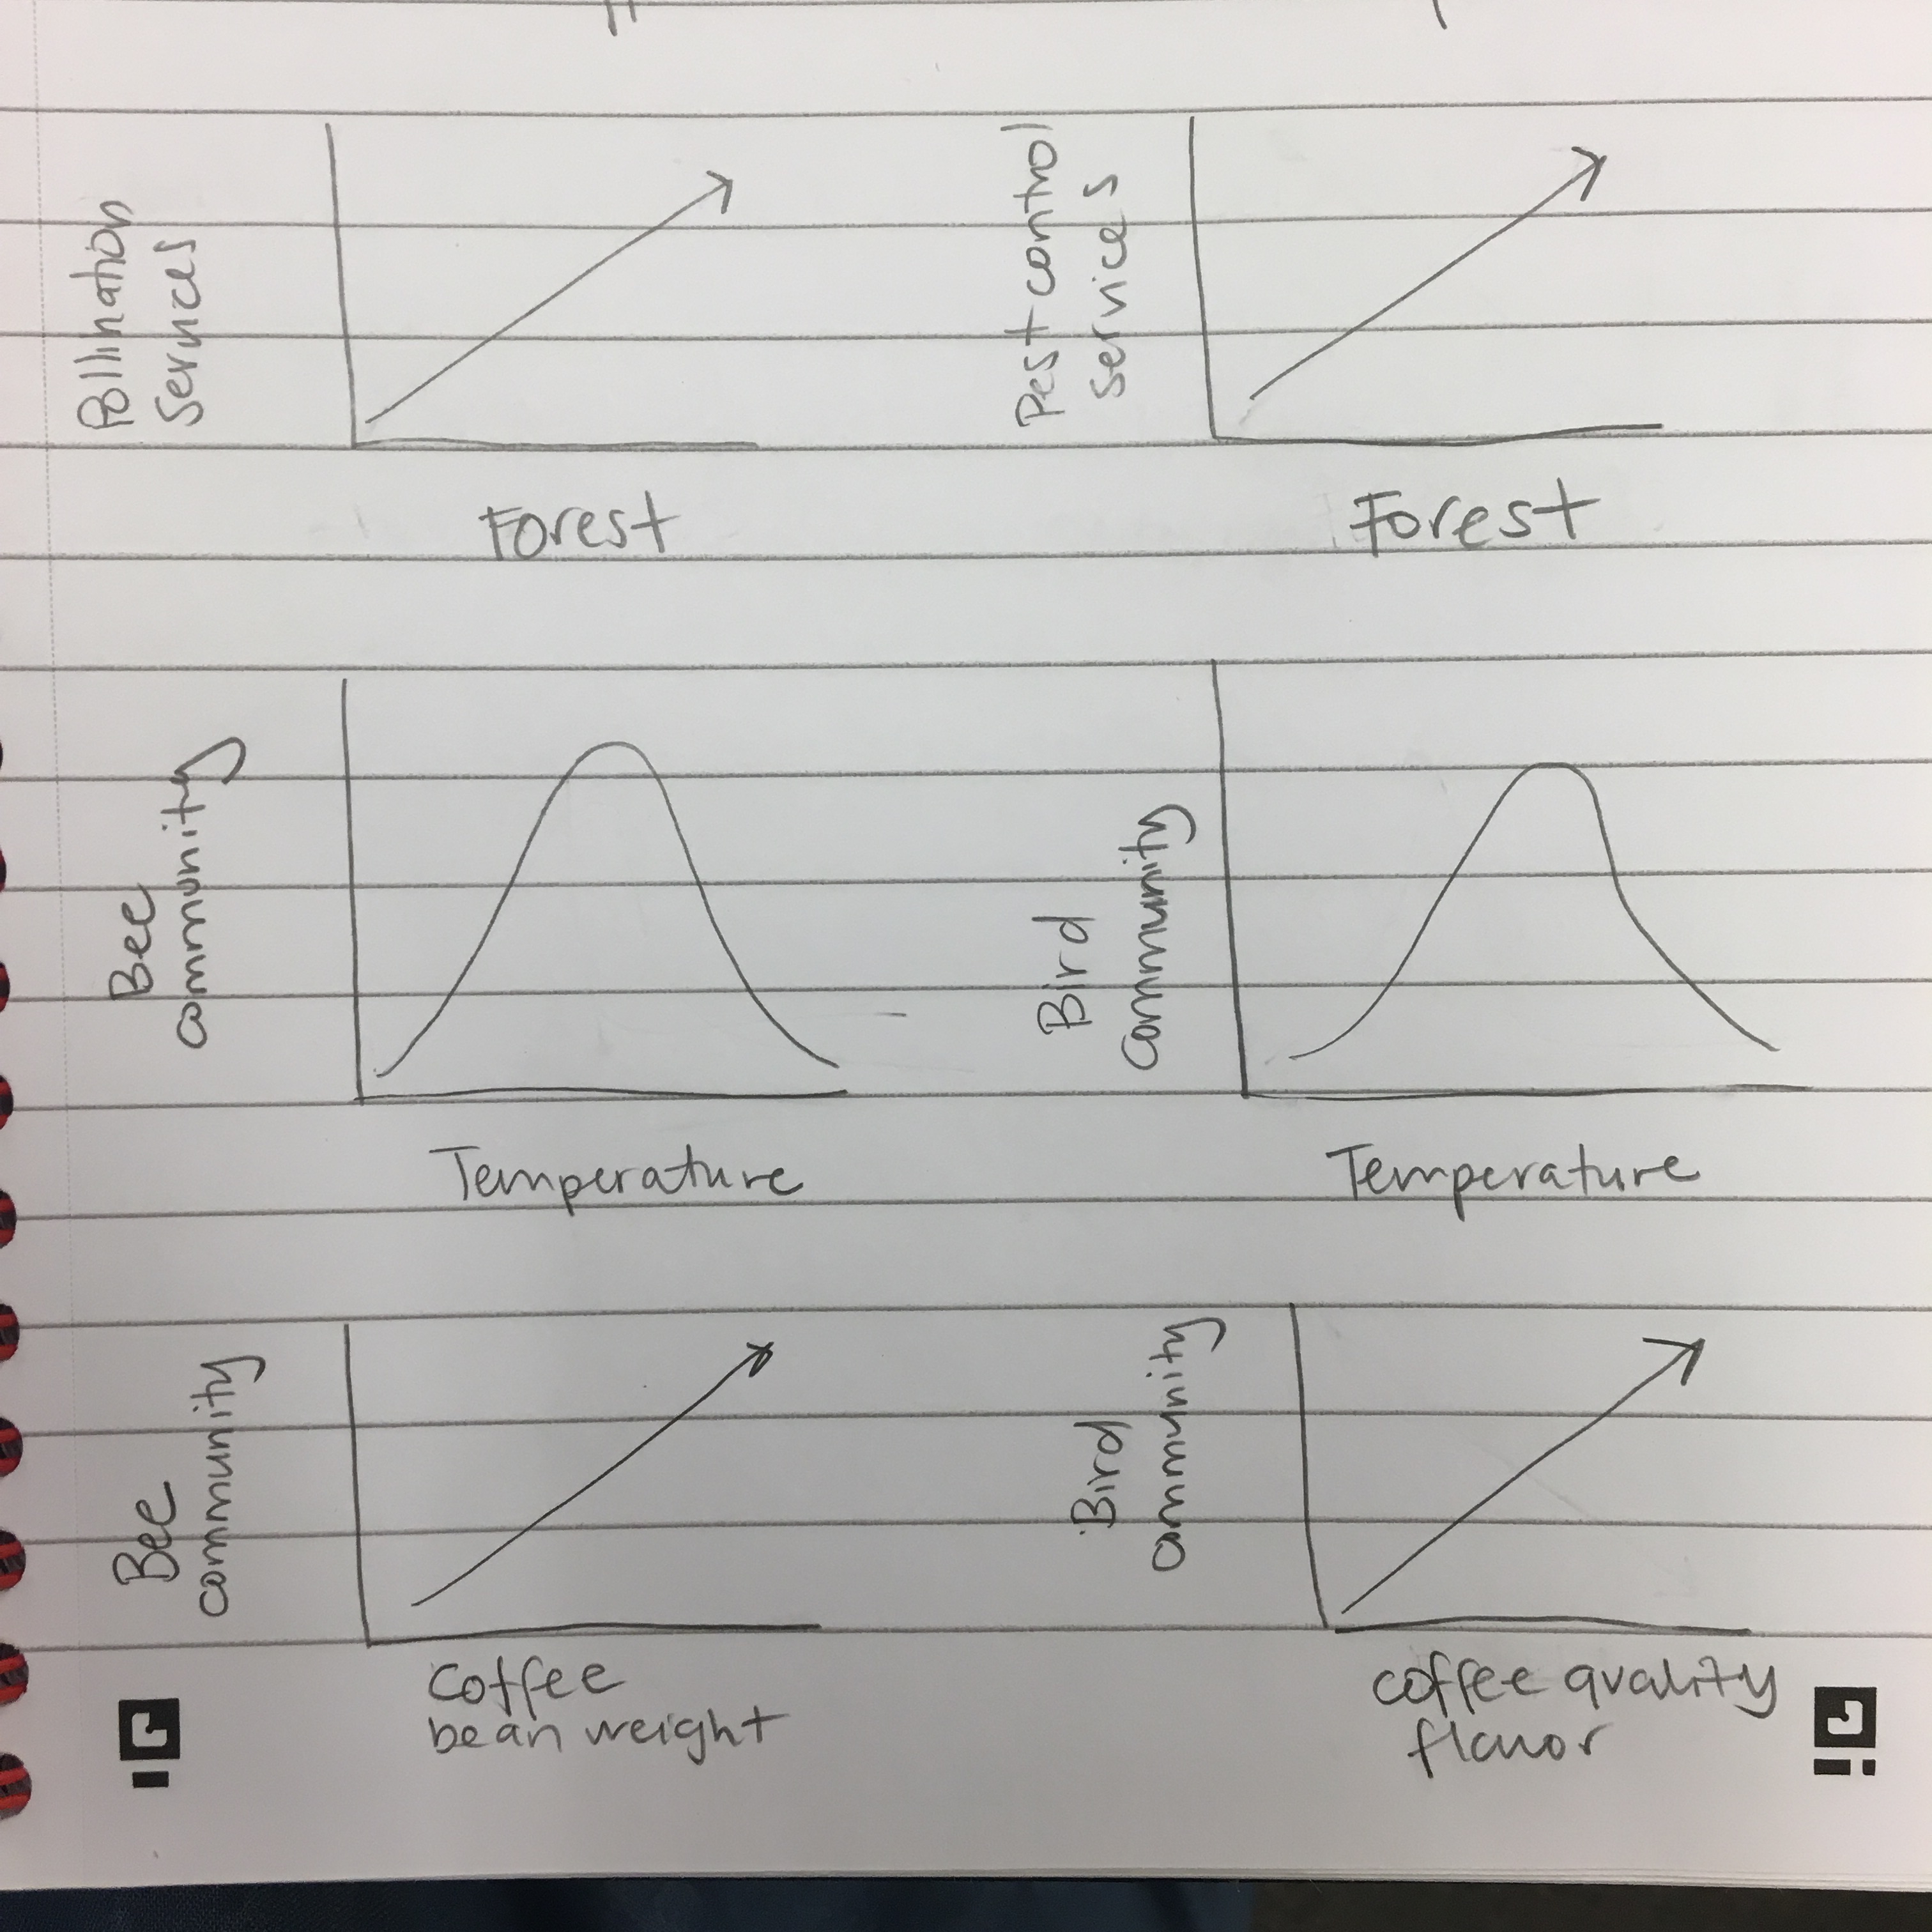 Pollination
Services
Forest
Pest control
services
Forest
Bee
community
Temperature
Bird
community
Temperature
Bee
community
coffee
bean weight
Bird
community
coffee quality
flavor